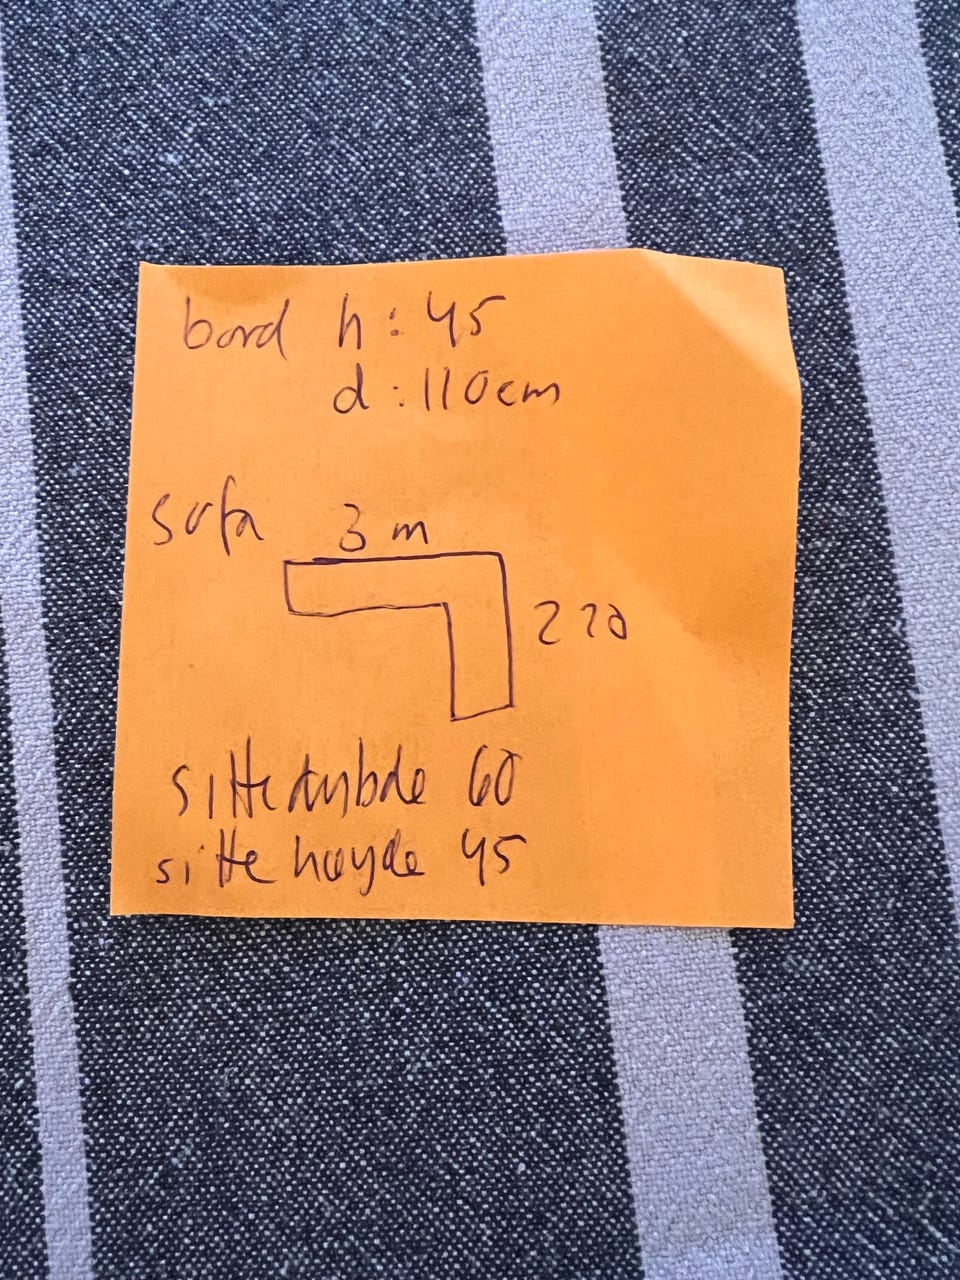 bord h: 45
d: 110cm
sofa
3 m
220
sittedybde 60
sitte høyde 45